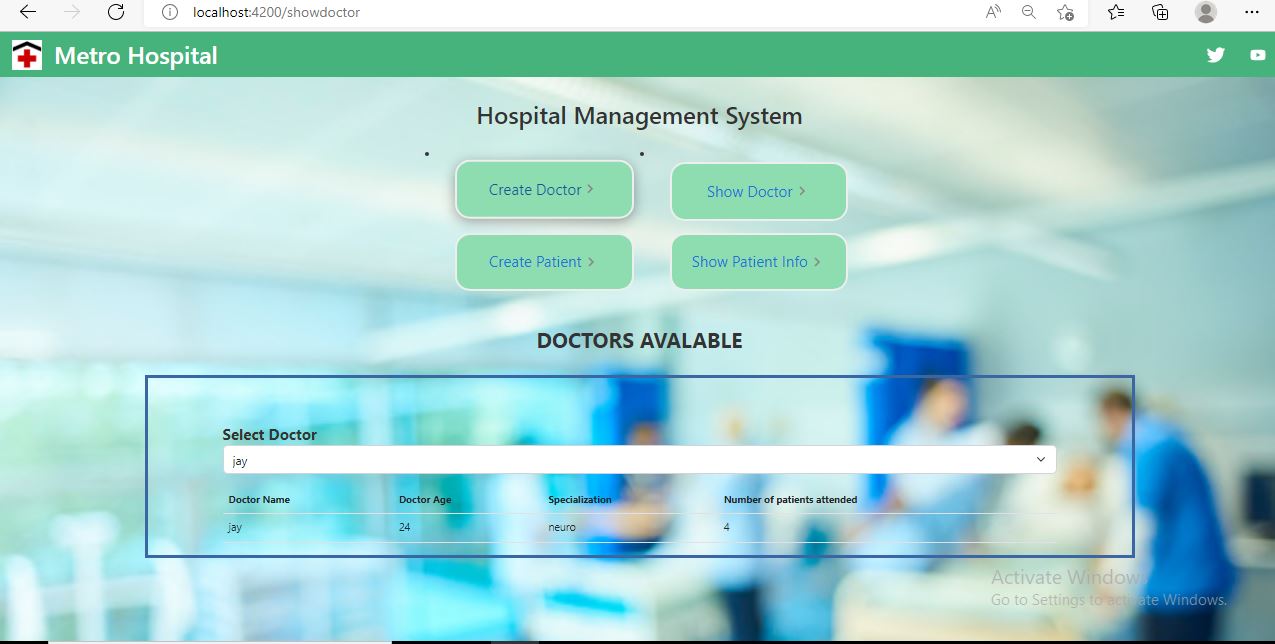 localhost:4200/showdoctor
Metro Hospital
Hospital Management System
Create Doctor >
Show Doctor >
Create Patient >
Show Patient Info >
DOCTORS AVALABLE
Select Doctor
jay
Doctor Name Doctor Age Specialization Number of patients attended
jay 24 neuro 4
Activate Windows
Go to Settings to activate Windows.